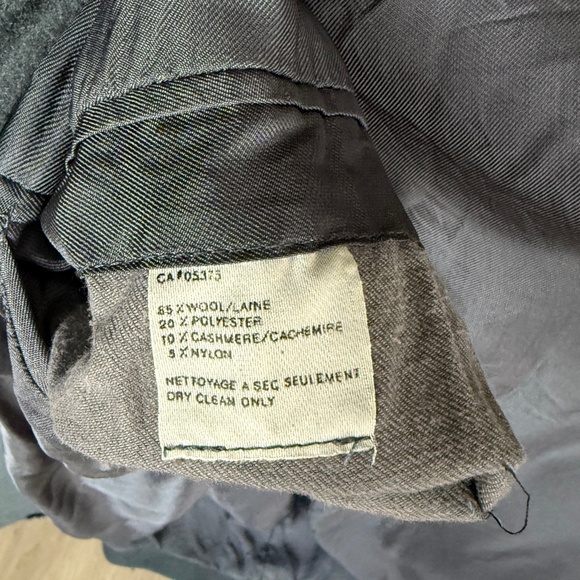 CA#05375
65 % WOOL/LAINE
20 % POLYESTER
10 % CASHMERE/CACHEMIRE
5 % NYLON
NETTOYAGE A SEC SEULEMENT
DRY CLEAN ONLY